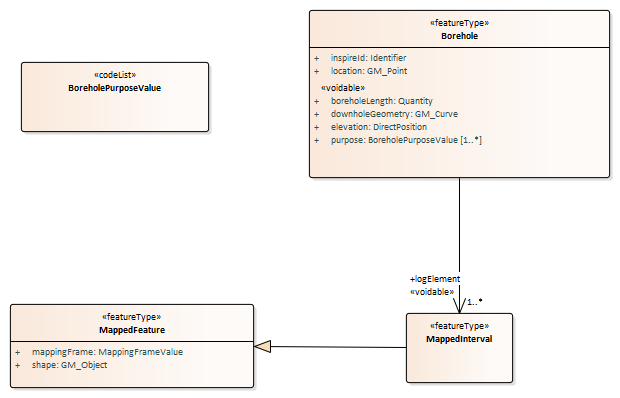 «featureType»
Borehole
+ inspireId: Identifier
+ location: GM_Point
«voidable»
+ boreholeLength: Quantity
+ downholeGeometry: GM_Curve
+ elevation: DirectPosition
+ purpose: BoreholePurposeValue [1..*]
«codeList»
BoreholePurposeValue
+logElement
«voidable»
1..*
«featureType»
MappedFeature
+ mappingFrame: MappingFrameValue
+ shape: GM_Object
«featureType»
MappedInterval